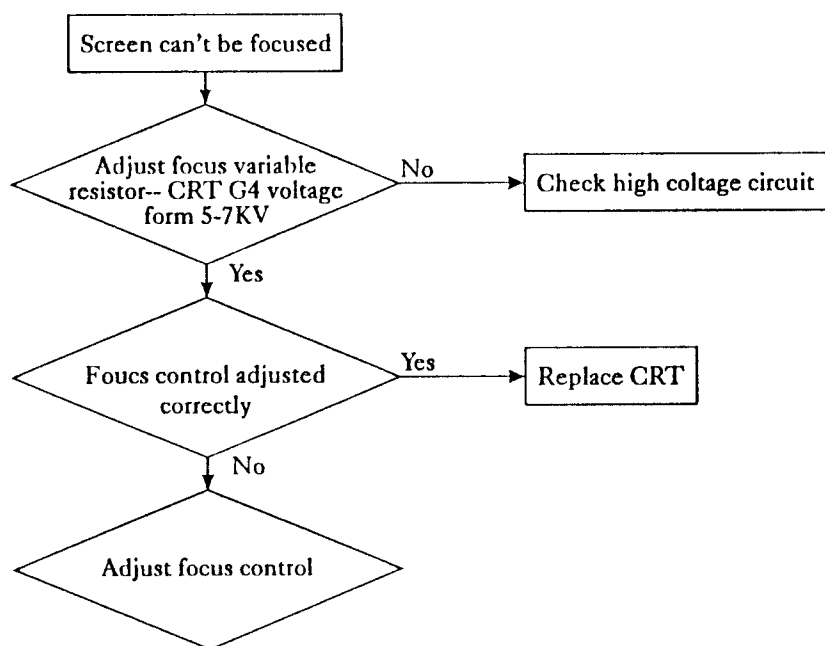 Screen can't be focused
Adjust focus variable
resistor-- CRT G4 voltage
form 5-7KV
No
Check high coltage circuit
Yes
Foucs control adjusted
correctly
Yes
Replace CRT
No
Adjust focus control